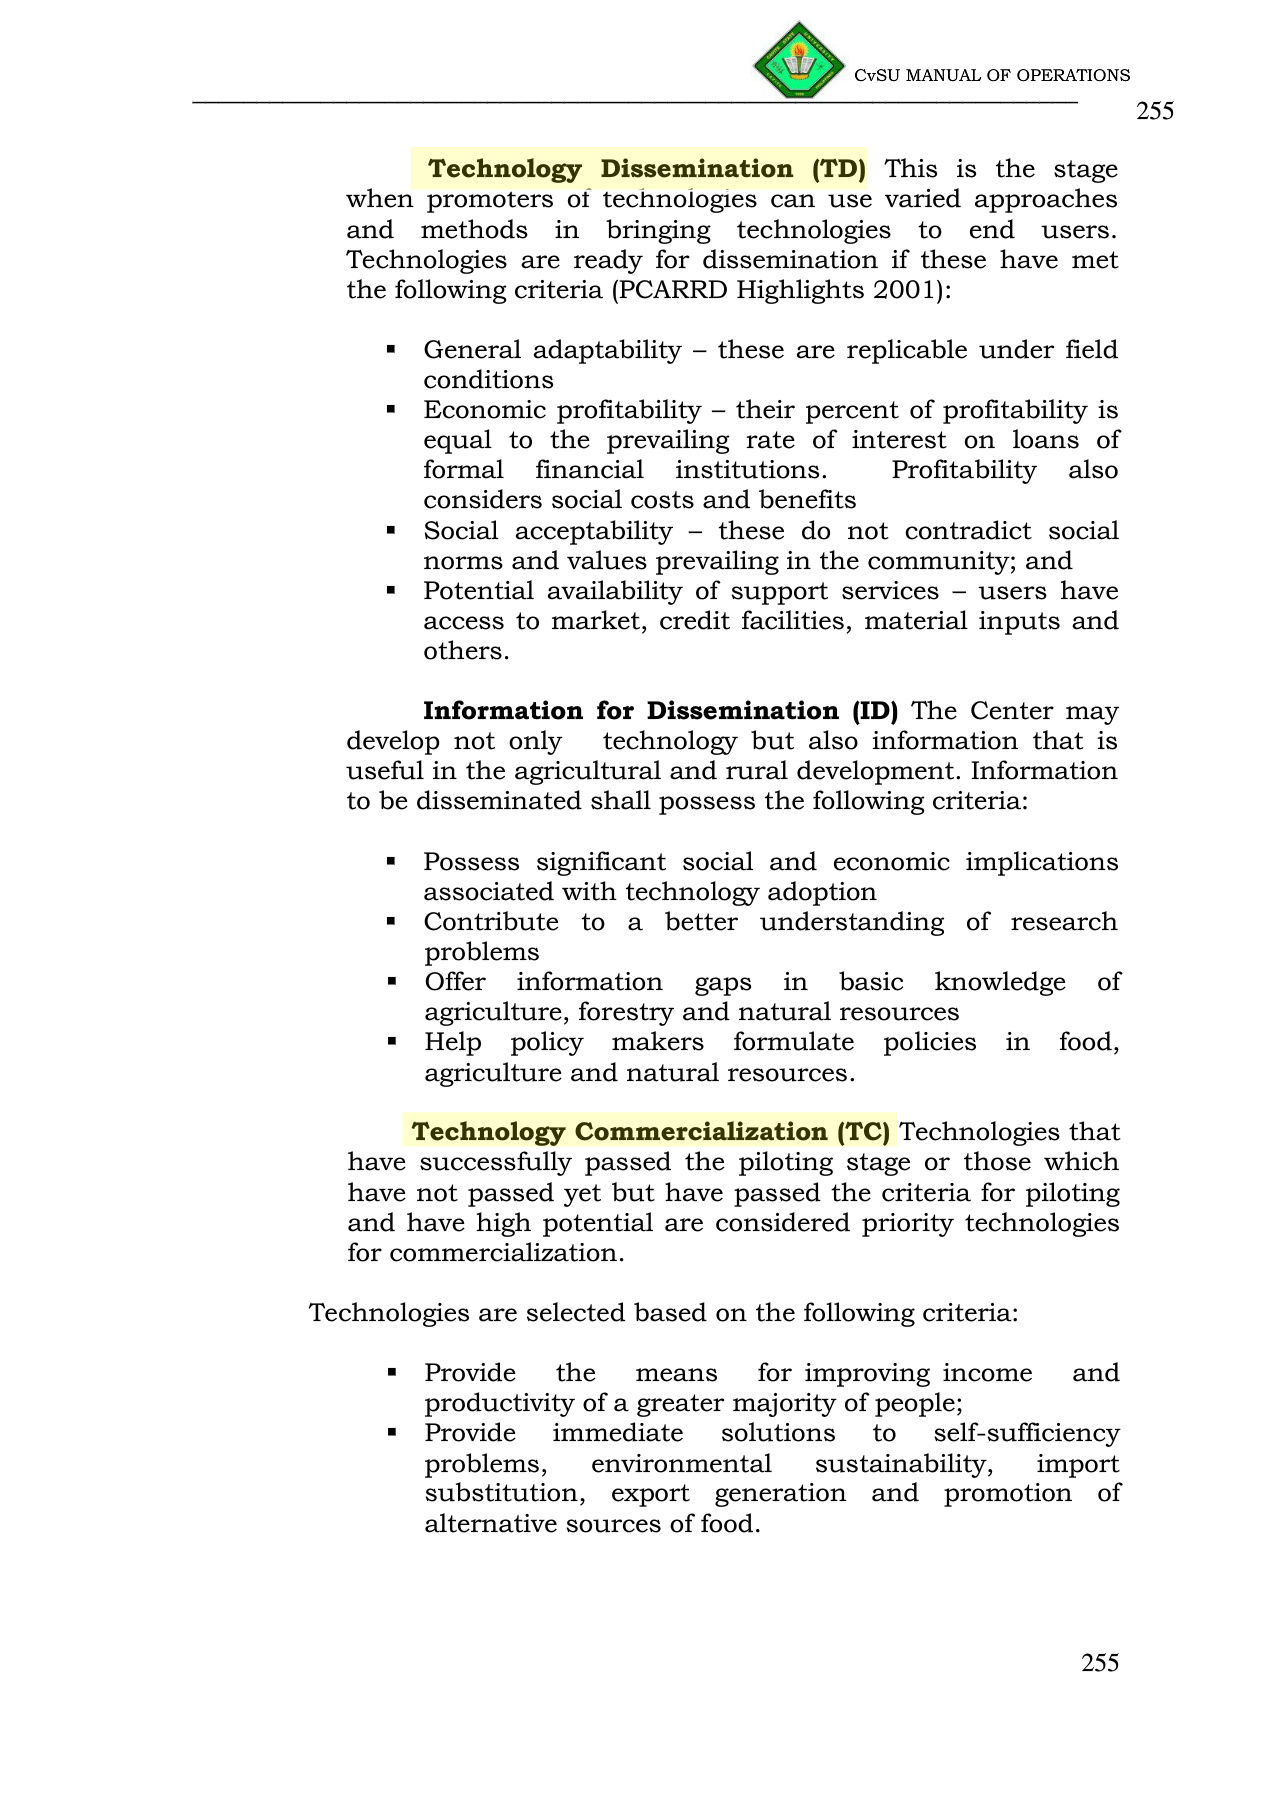 CvSU MANUAL OF OPERATIONS
255
Technology Dissemination (TD) This is the stage
when promoters of technologies can use varied approaches
and methods in bringing technologies to end users.
Technologies are ready for dissemination if these have met
the following criteria (PCARRD Highlights 2001):
▪ General adaptability – these are replicable under field
conditions
▪ Economic profitability – their percent of profitability is
equal to the prevailing rate of interest on loans of
formal financial institutions. Profitability also
considers social costs and benefits
▪ Social acceptability – these do not contradict social
norms and values prevailing in the community; and
▪ Potential availability of support services – users have
access to market, credit facilities, material inputs and
others.
Information for Dissemination (ID) The Center may
develop not only technology but also information that is
useful in the agricultural and rural development. Information
to be disseminated shall possess the following criteria:
▪ Possess significant social and economic implications
associated with technology adoption
▪ Contribute to a better understanding of research
problems
▪ Offer information gaps in basic knowledge of
agriculture, forestry and natural resources
▪ Help policy makers formulate policies in food,
agriculture and natural resources.
Technology Commercialization (TC) Technologies that
have successfully passed the piloting stage or those which
have not passed yet but have passed the criteria for piloting
and have high potential are considered priority technologies
for commercialization.
Technologies are selected based on the following criteria:
▪ Provide the means for improving income and
productivity of a greater majority of people;
▪ Provide immediate solutions to self-sufficiency
problems, environmental sustainability, import
substitution, export generation and promotion of
alternative sources of food.
255